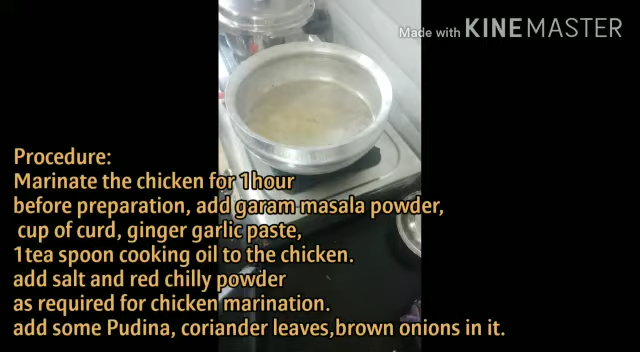 Made with KINEMASTER
Procedure:
Marinate the chicken for 1hour
before preparation, add garam masala powder,
cup of curd, ginger garlic paste,
1tea spoon cooking oil to the chicken.
add salt and red chilly powder
as required for chicken marination.
add some Pudina, coriander leaves,brown onions in it.